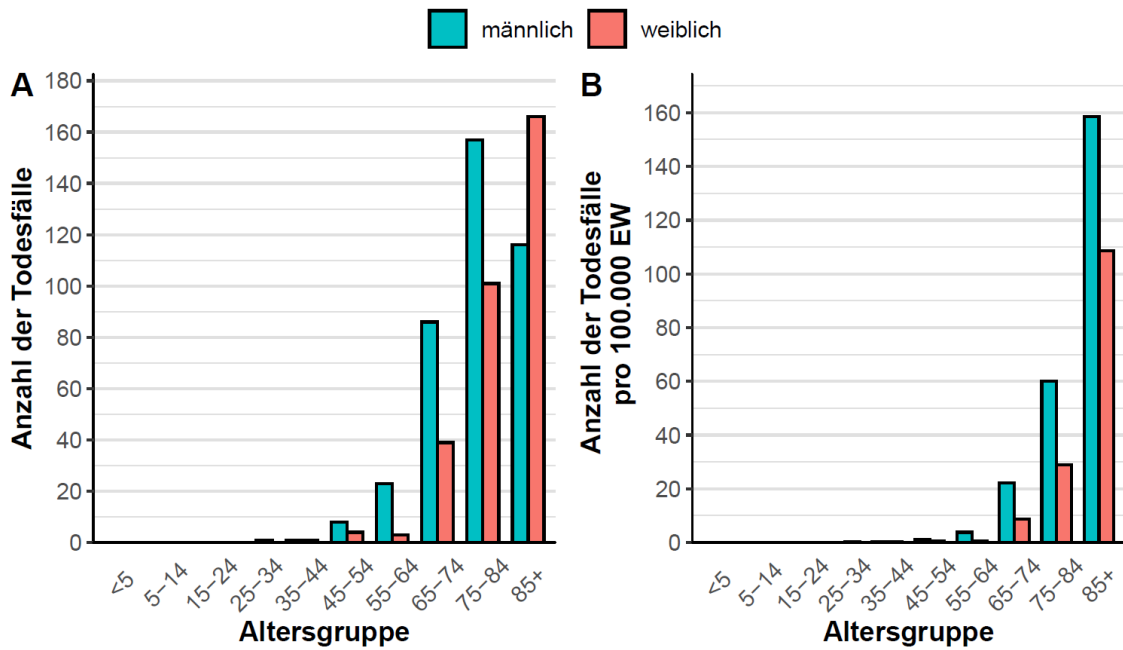 männlich weiblich
A
Anzahl der Todesfälle
180
160
140
120
100
80
60
40
20
0
<5 5−14 15−24 25−34 35−44 45−54 55−64 65−74 75−84 85+
Altersgruppe
B
Anzahl der Todesfälle
pro 100.000 EW
160
140
120
100
80
60
40
20
0
<5 5−14 15−24 25−34 35−44 45−54 55−64 65−74 75−84 85+
Altersgruppe